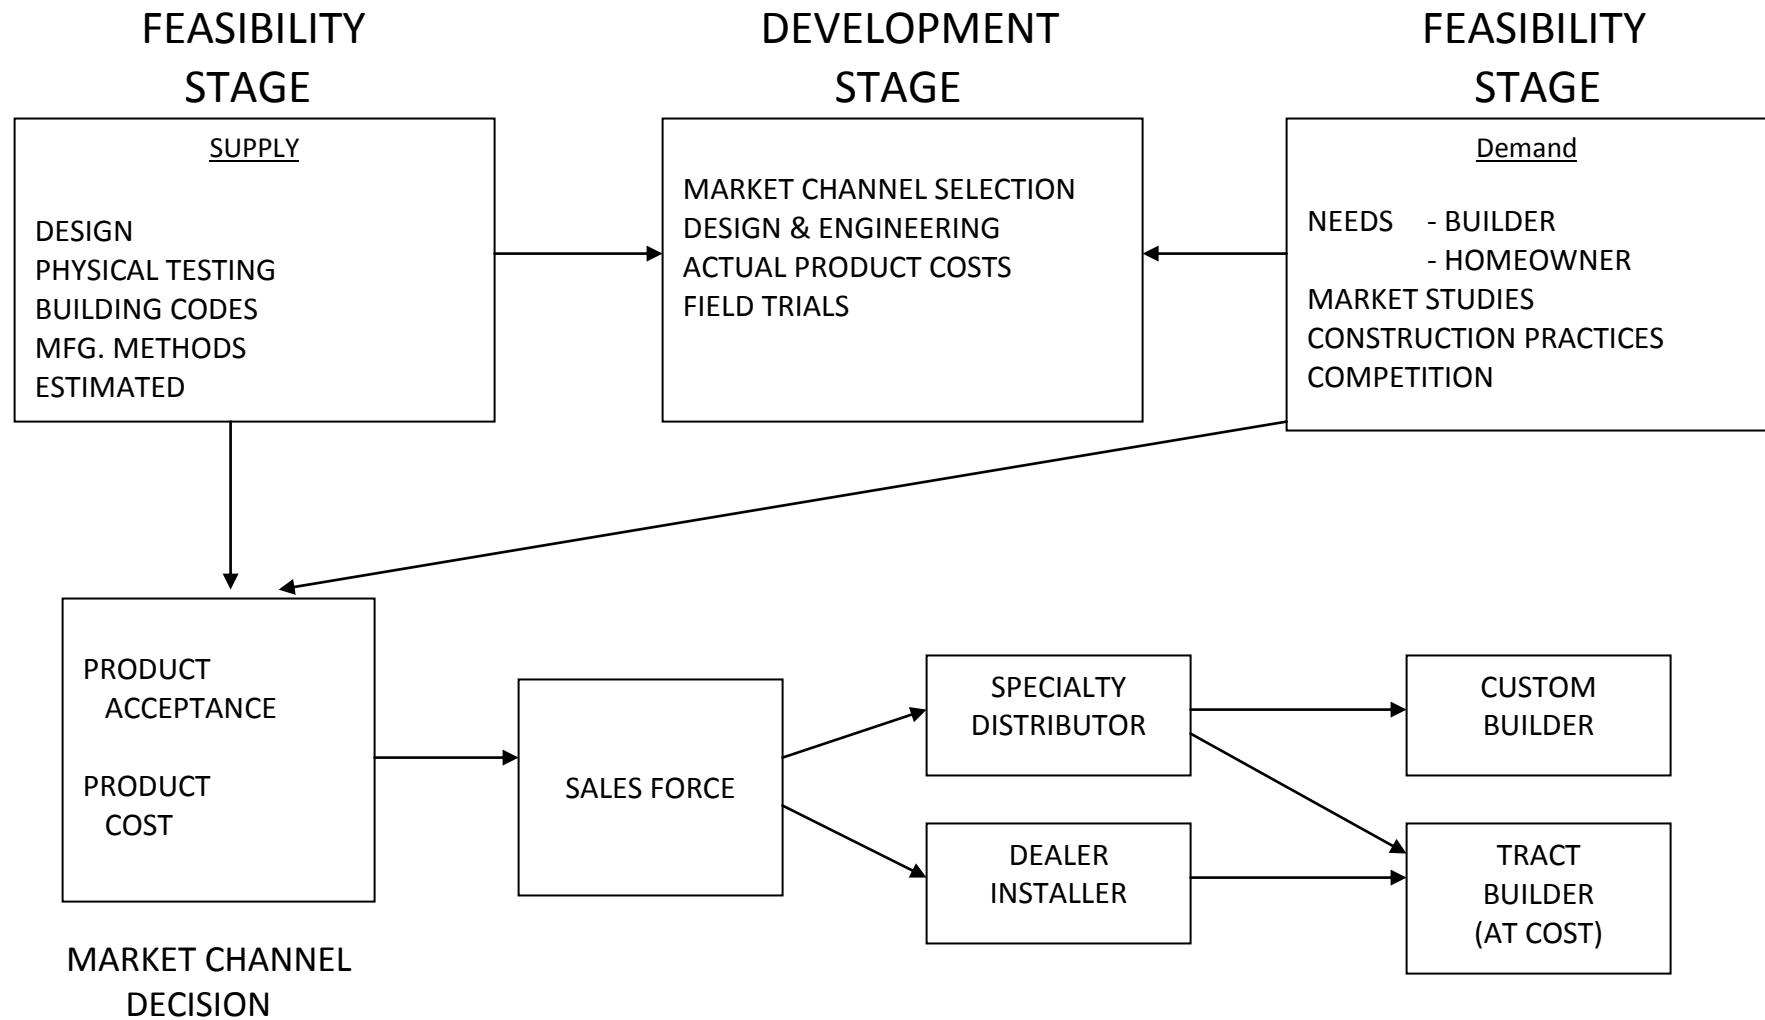 FEASIBILITY
STAGE
SUPPLY
DESIGN
PHYSICAL TESTING
BUILDING CODES
MFG. METHODS
ESTIMATED
DEVELOPMENT
STAGE
MARKET CHANNEL SELECTION
DESIGN & ENGINEERING
ACTUAL PRODUCT COSTS
FIELD TRIALS
FEASIBILITY
STAGE
Demand
NEEDS - BUILDER
- HOMEOWNER
MARKET STUDIES
CONSTRUCTION PRACTICES
COMPETITION
PRODUCT
ACCEPTANCE
PRODUCT
COST
MARKET CHANNEL
DECISION
SALES FORCE
SPECIALTY
DISTRIBUTOR
DEALER
INSTALLER
CUSTOM
BUILDER
TRACT
BUILDER
(AT COST)